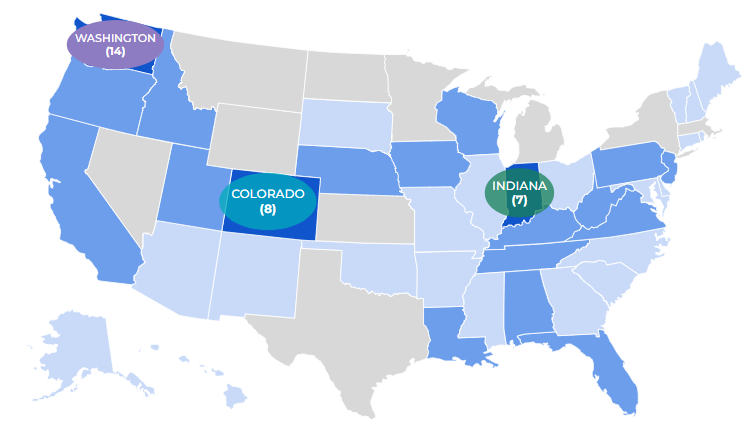 WASHINGTON
(14)
COLORADO
(8)
INDIANA
(7)